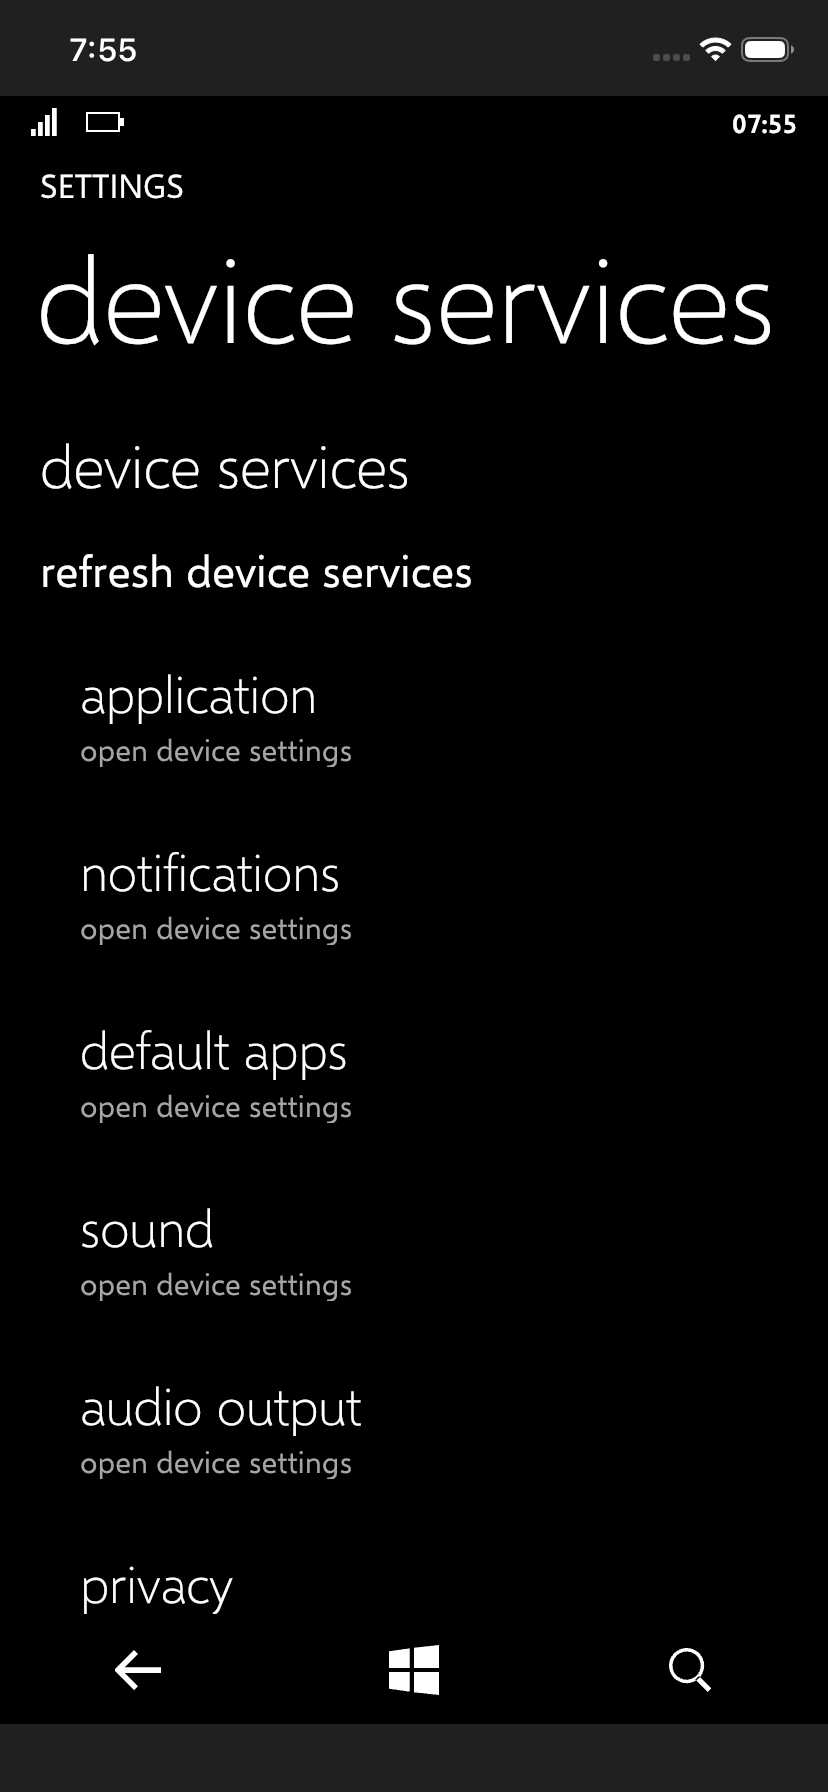 7:55
07:55
SETTINGS
device services
device services
refresh device services
application
open device settings
notifications
open device settings
default apps
open device settings
sound
open device settings
audio output
open device settings
privacy